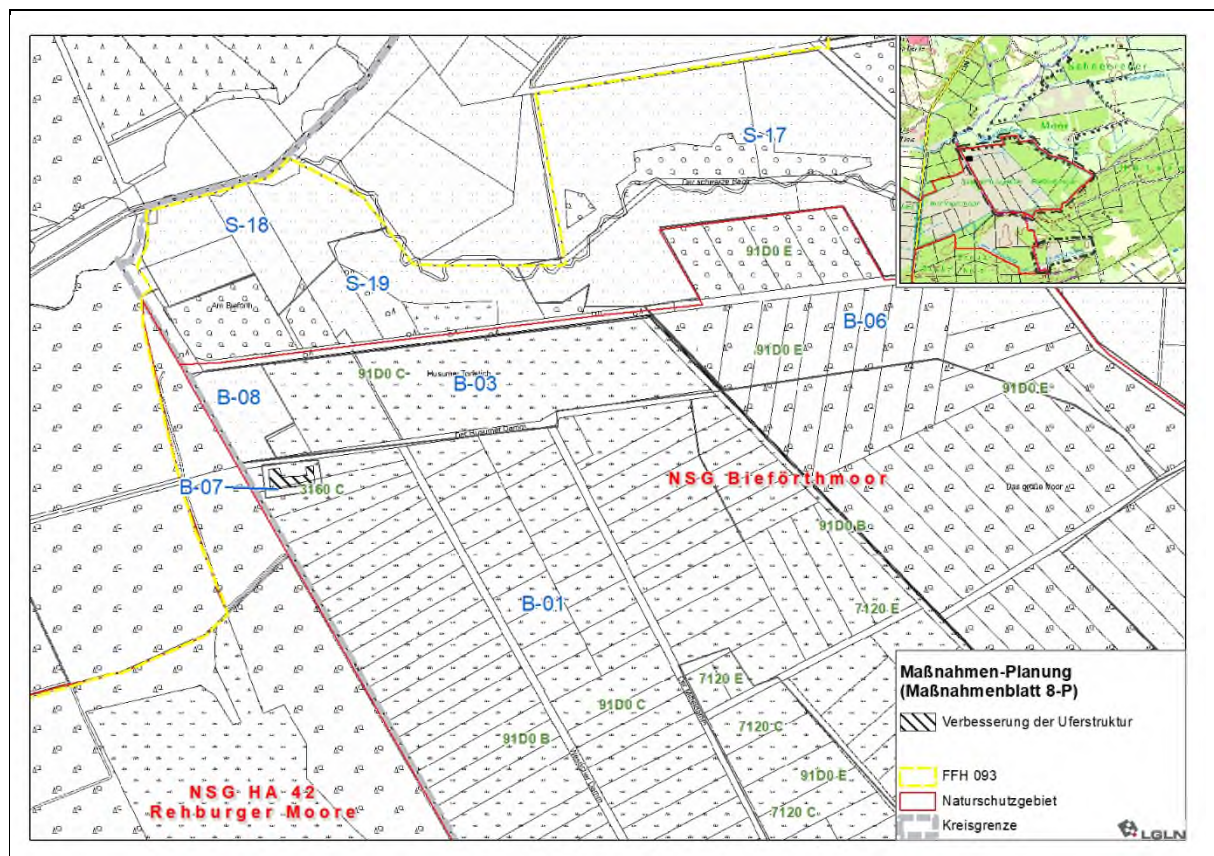 S-17
Der schwarze Bach
S-18
91D0 E
S-19
Am Bieförth
B-06
91D0 E
91D0 C
Husumer Torfstich
B-03
91D0 E
B-08
Der Husumer Damm
NSG Bieförthmoor
B-07
3160 C
Das große Moor
91D0 B
B-01
7120 E
7120 E
91D0 C
7120 C
91D0 B
91D0 E
7120 C
NSG HA 42
Rehburger Moore
Maßnahmen-Planung
(Maßnahmenblatt 8-P)
Verbesserung der Uferstruktur
FFH 093
Naturschutzgebiet
Kreisgrenze
LGLN